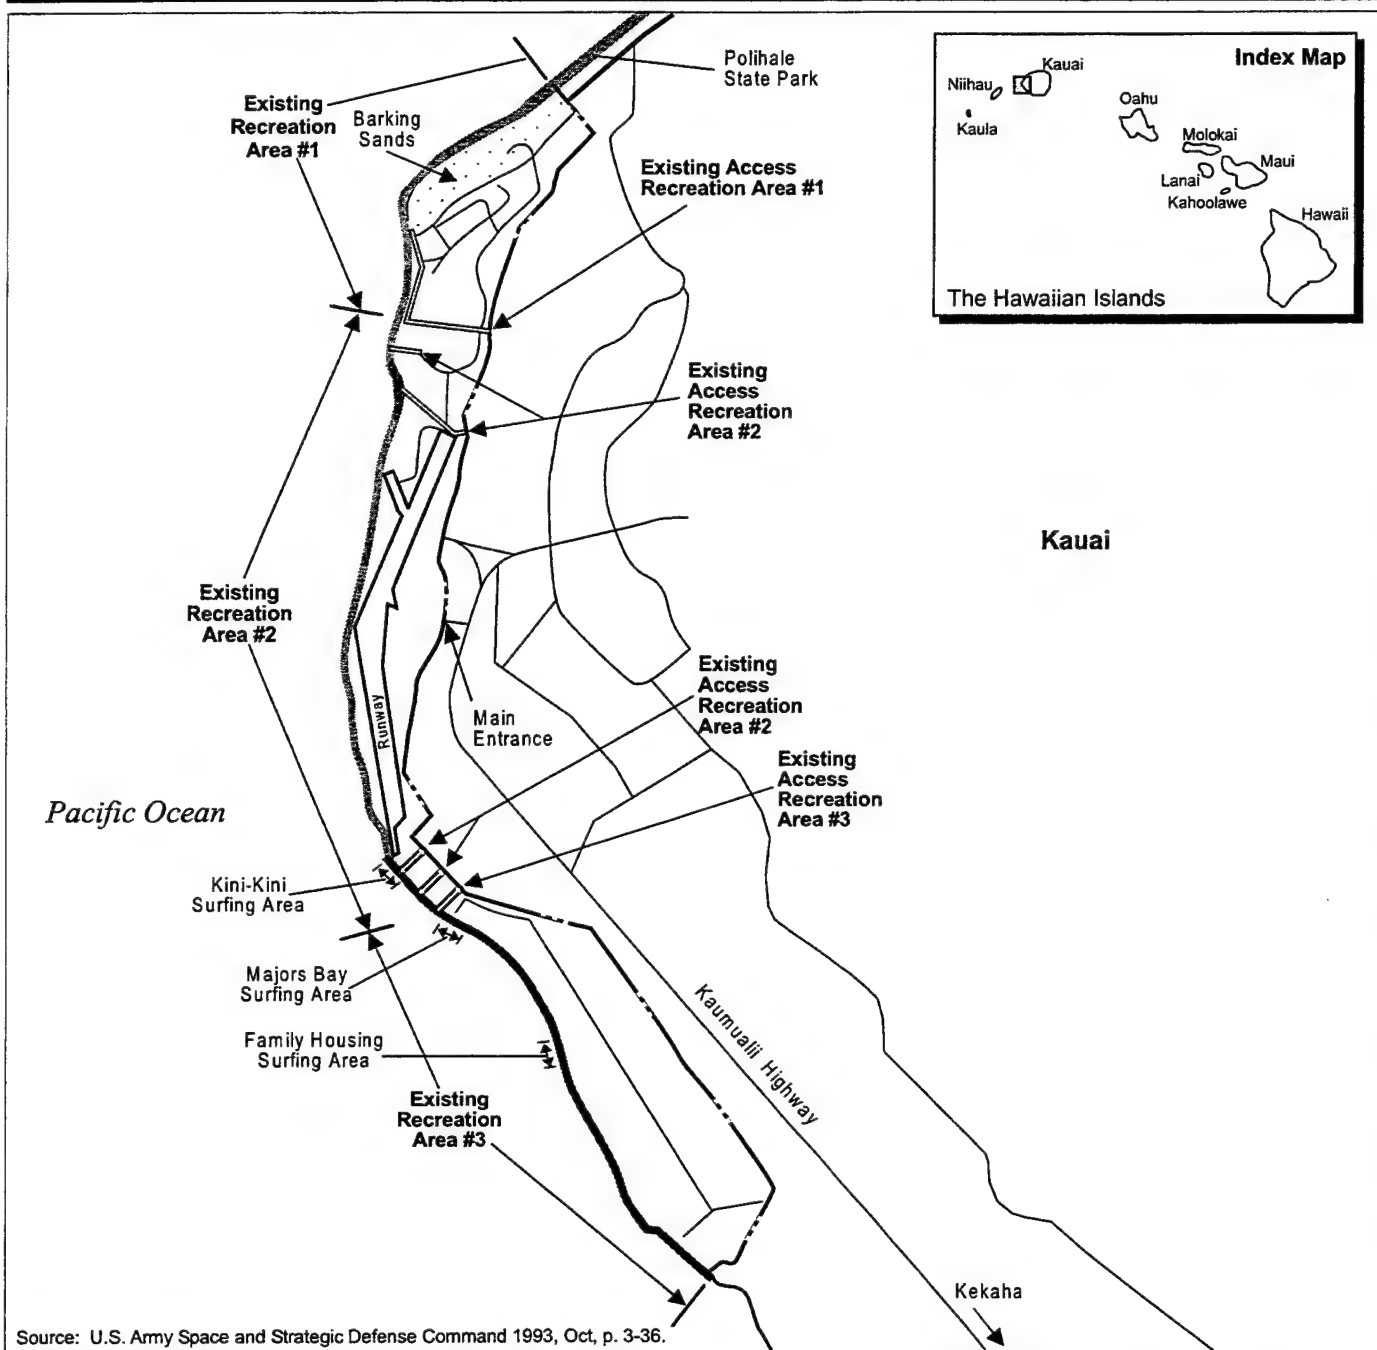 Polihale
State Park
Existing
Recreation
Area #1
Barking
Sands
Existing Access
Recreation Area #1
Index Map
Kauai
Niihau
Kaula
Oahu
Molokai
Maui
Lanai
Kahoolawe
Hawaii
The Hawaiian Islands
Existing
Access
Recreation
Area #2
Kauai
Existing
Recreation
Area #2
Runway
Main
Entrance
Existing
Access
Recreation
Area #2
Existing
Access
Recreation
Area #3
Pacific Ocean
Kini-Kini
Surfing Area
Majors Bay
Surfing Area
Family Housing
Surfing Area
Existing
Recreation
Area #3
Kaumualii Highway
Kekaha
Source: U.S. Army Space and Strategic Defense Command 1993, Oct, p. 3-36.